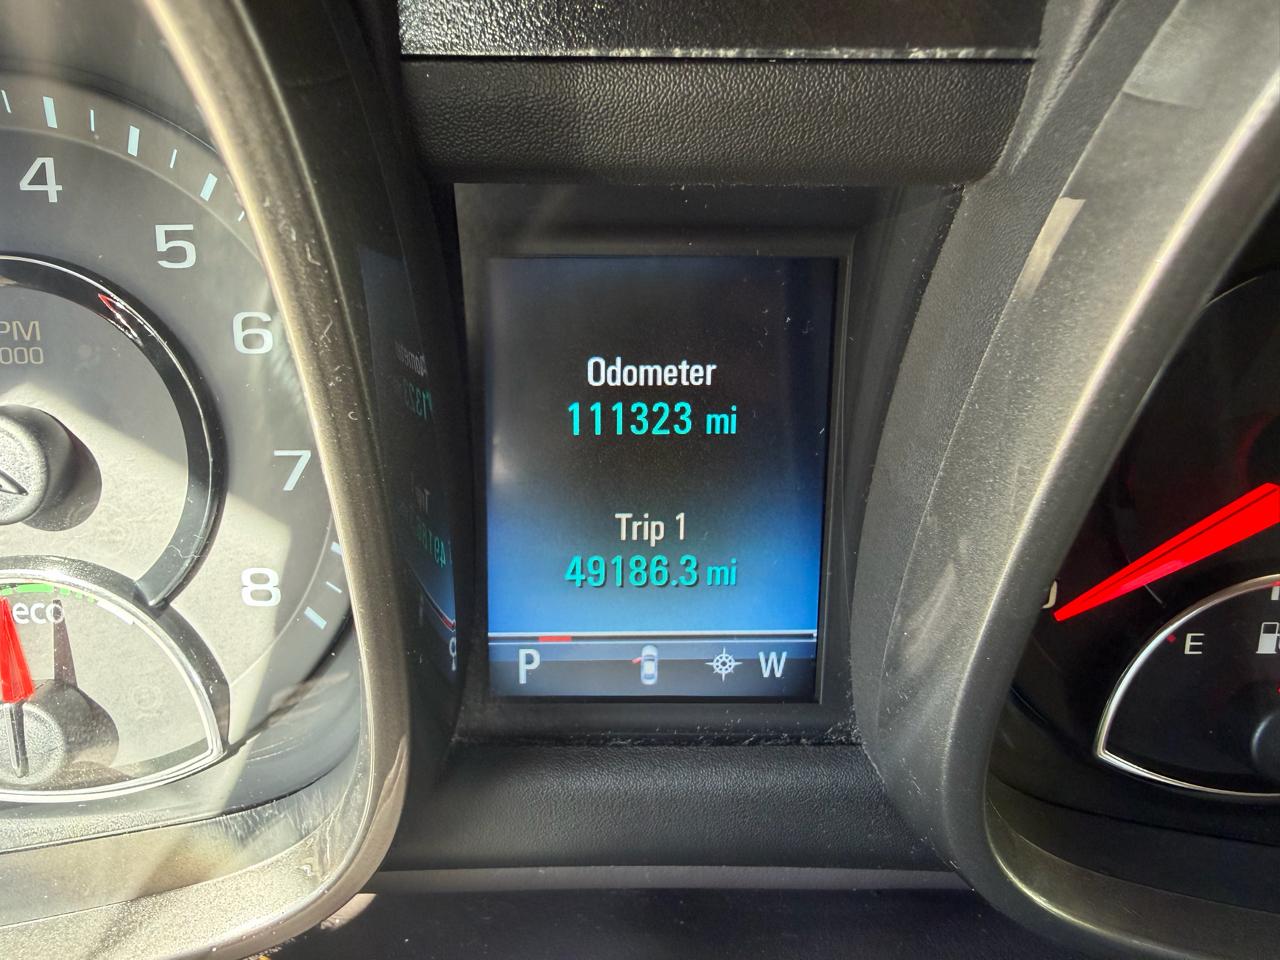 4
5
6
7
8
PM
000
eco
Odometer
111323 mi
Trip 1
49186.3 mi
P
W
E